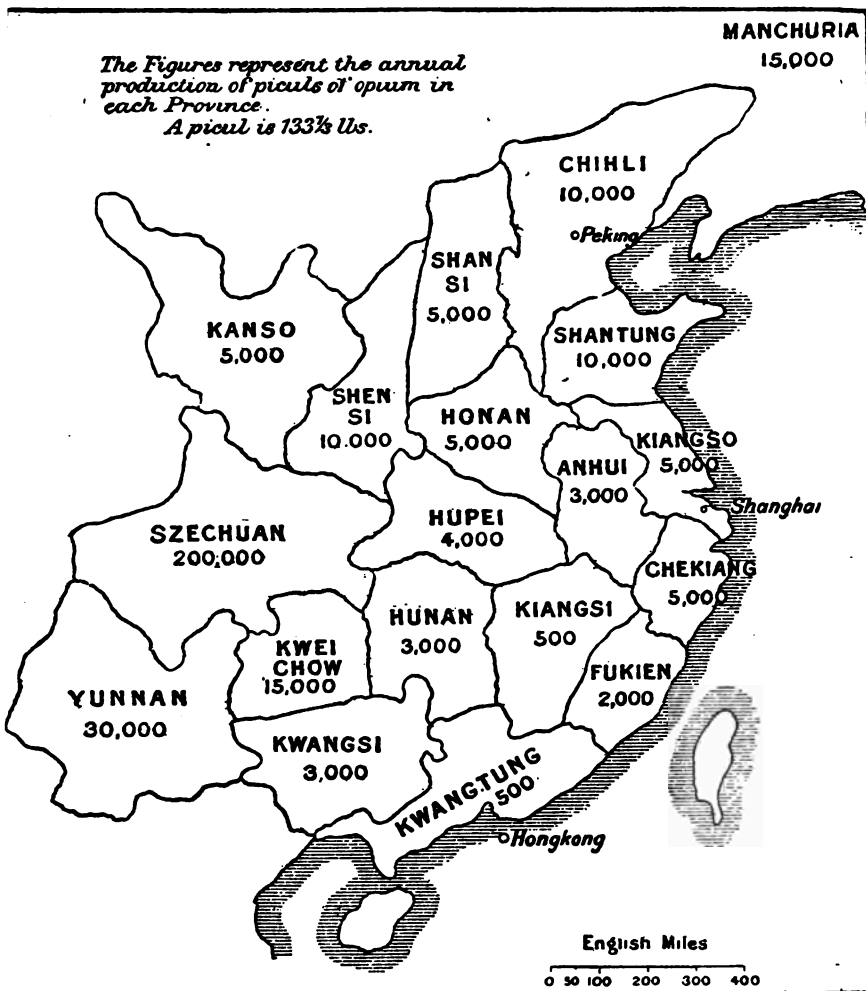 MANCHURIA
15,000
The Figures represent the annual
production of piculs of opium in
each Province.
A picul is 133⅓ lbs.
CHIHLI
10,000
Peking
SHAN
SI
5,000
KANSO
5,000
SHANTUNG
10,000
SHEN
SI
10.000
HONAN
5,000
KIANGSO
5,000
ANHUI
3,000
Shanghai
SZECHUAN
200,000
HUPEI
4,000
CHEKIANG
5,000
HUNAN
3,000
KIANGSI
500
KWEI
CHOW
15,000
FUKIEN
2,000
YUNNAN
30,000
KWANGSI
3,000
KWANGTUNG
500
Hongkong
English Miles
0 50 100 200 300 400